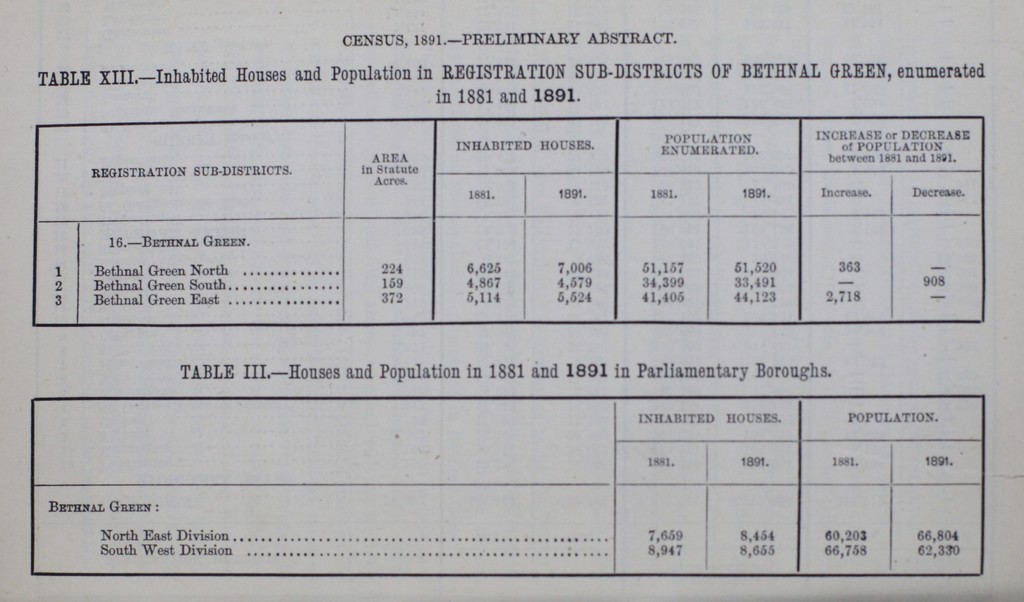 CENSUS, 1891.—PRELIMINARY ABSTRACT.
TABLE XIII.—Inhabited Houses and Population in REGISTRATION SUB-DISTRICTS OF BETHNAL GREEN, enumerated
in 1881 and 1891.
REGISTRATION SUB-DISTRICTS. AREA in Statute Acres. INHABITED HOUSES. POPULATION ENUMERATED. INCREASE or DECREASE of POPULATION between 1881 and 1891.
1881. 1891. 1881. 1891. Increase. Decrease.
16.—BETHNAL GREEN.
1 Bethnal Green North .............. 224 6,625 7,006 51,157 51,520 363 —
2 Bethnal Green South................ 159 4,867 4,579 34,399 33,491 — 908
3 Bethnal Green East ................ 372 5,114 5,524 41,405 44,123 2,718 —
TABLE III.—Houses and Population in 1881 and 1891 in Parliamentary Boroughs.
INHABITED HOUSES. POPULATION.
1881. 1891. 1881. 1891.
BETHNAL GREEN :
North East Division.................................................. 7,659 8,454 60,203 66,804
South West Division ................................................ 8,947 8,655 66,758 62,330